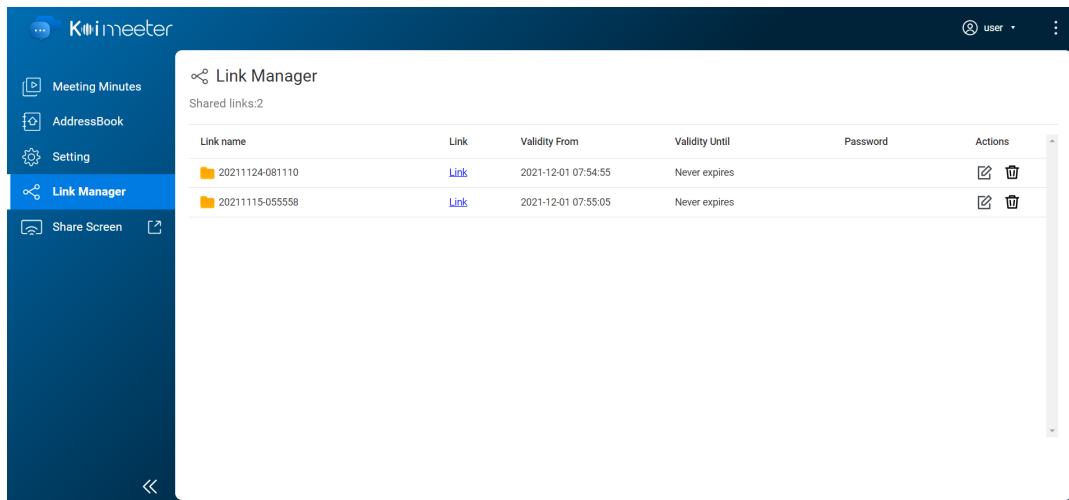 Koimeeter
user
Meeting Minutes
AddressBook
Setting
Link Manager
Share Screen
Link Manager
Shared links:2
Link name Link Validity From Validity Until Password Actions
20211124-081110 Link 2021-12-01 07:54:55 Never expires
20211115-055558 Link 2021-12-01 07:55:05 Never expires